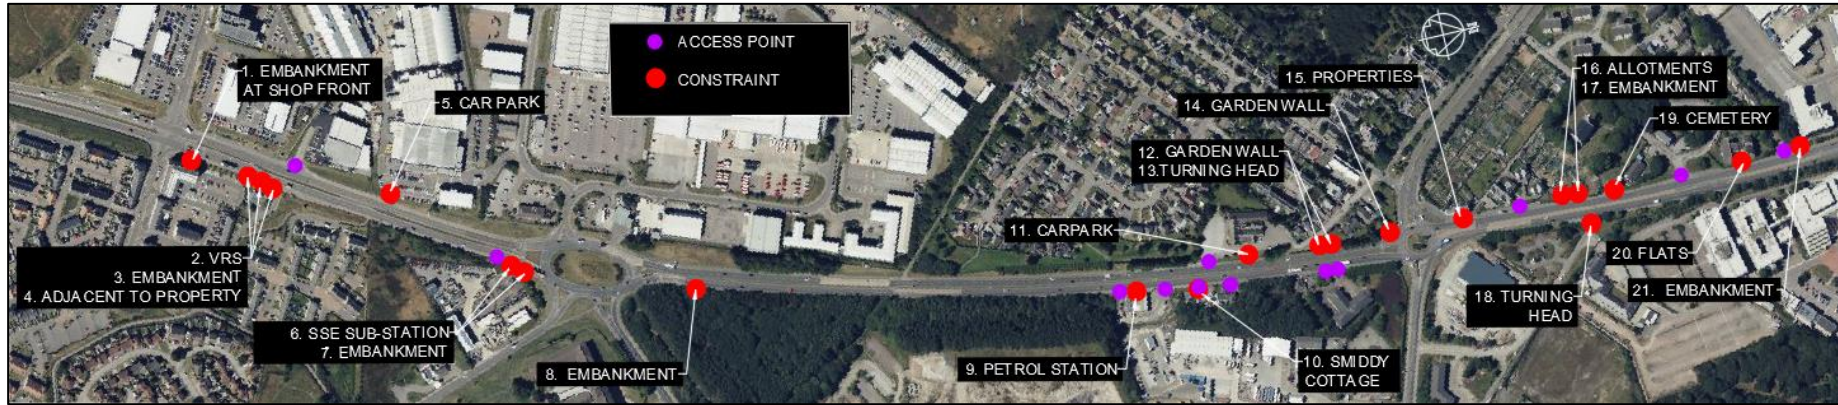 ACCESS POINT
CONSTRAINT
1. EMBANKMENT
AT SHOP FRONT
2. VRS
3. EMBANKMENT
4. ADJACENT TO PROPERTY
5. CAR PARK
6. SSE SUB-STATION
7. EMBANKMENT
8. EMBANKMENT
9. PETROL STATION
10. SMIDDY
COTTAGE
11. CARPARK
12. GARDEN WALL
13.TURNING HEAD
14. GARDEN WALL
15. PROPERTIES
16. ALLOTMENTS
17. EMBANKMENT
18. TURNING
HEAD
19. CEMETERY
20. FLATS
21. EMBANKMENT